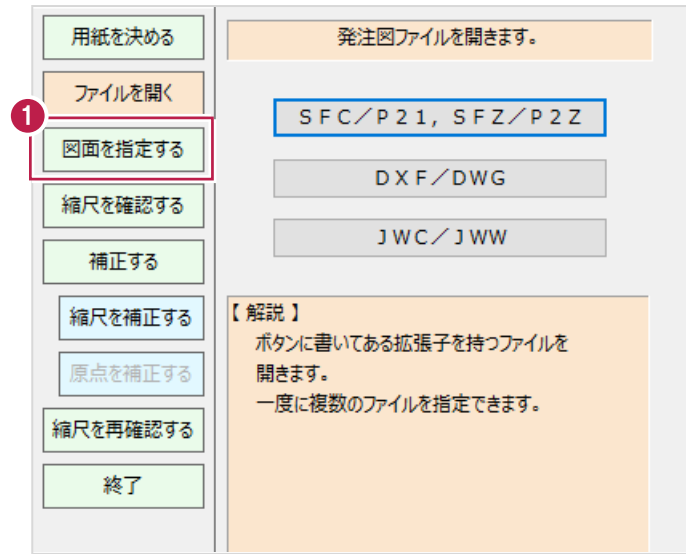 用紙を決める
ファイルを開く
1
図面を指定する
縮尺を確認する
補正する
縮尺を補正する
原点を補正する
縮尺を再確認する
終了
発注図ファイルを開きます。
ＳＦＣ／Ｐ２１，ＳＦＺ／Ｐ２Ｚ
ＤＸＦ／ＤＷＧ
ＪＷＣ／ＪＷＷ
【 解説 】
ボタンに書いてある拡張子を持つファイルを
開きます。
一度に複数のファイルを指定できます。